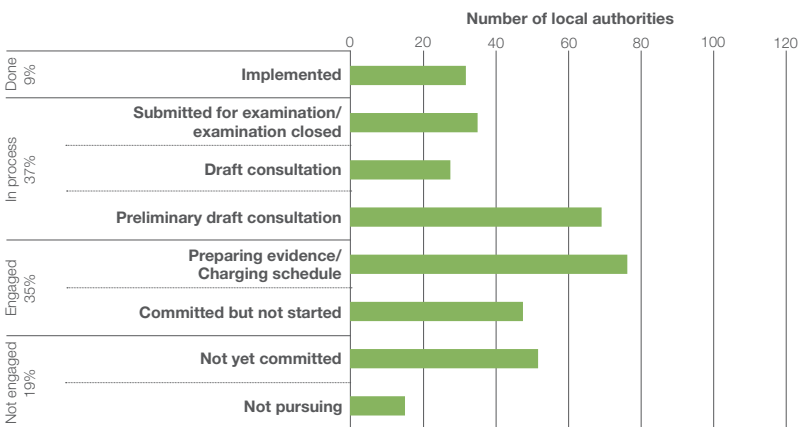 Number of local authorities
0 20 40 60 80 100 120
Done
9%
Implemented
In process
37%
Submitted for examination/
examination closed
Draft consultation
Preliminary draft consultation
Engaged
35%
Preparing evidence/
Charging schedule
Committed but not started
Not engaged
19%
Not yet committed
Not pursuing